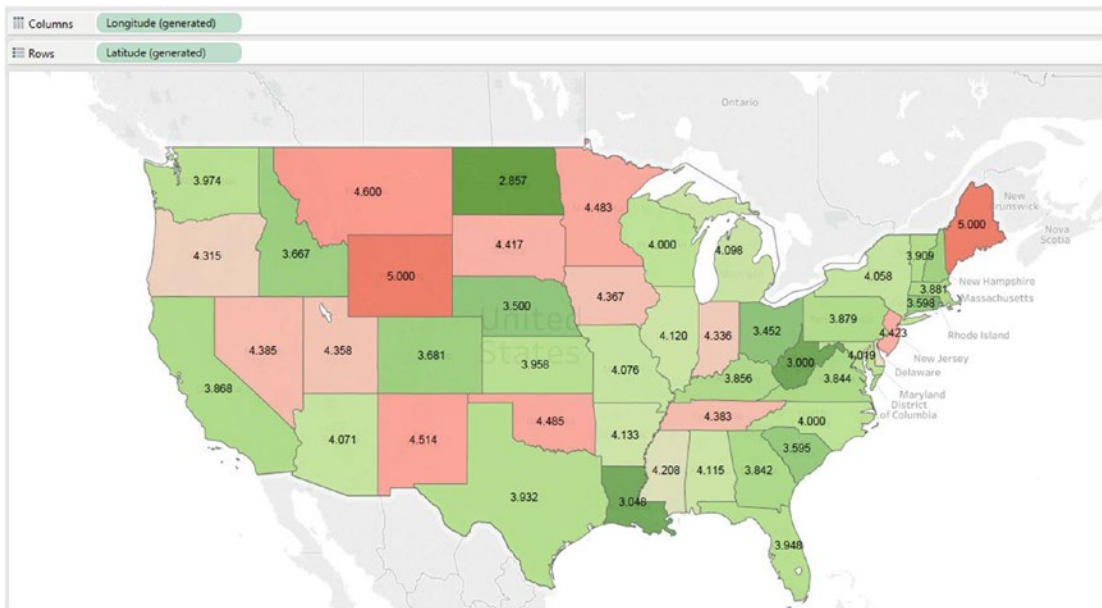 Columns Longitude (generated)
Rows Latitude (generated)
Ontario
3.974
4.600
2.857
4.483
5.000
New
Brunswick
Nova
Scotia
4.315
3.667
4.417
4.000
4.098
3.909
5.000
4.367
4.058
3.881
New Hampshire
Massachusetts
3.500
3.598
Rhode Island
United
States
4.385
4.358
3.681
3.958
4.120
4.336
3.452
3.879
4.423
New Jersey
3.868
4.076
3.856
3.000
4.019
Delaware
3.844
Maryland
District
of Columbia
4.071
4.514
4.485
4.133
4.383
4.000
3.595
3.932
3.048
4.208
4.115
3.842
3.948